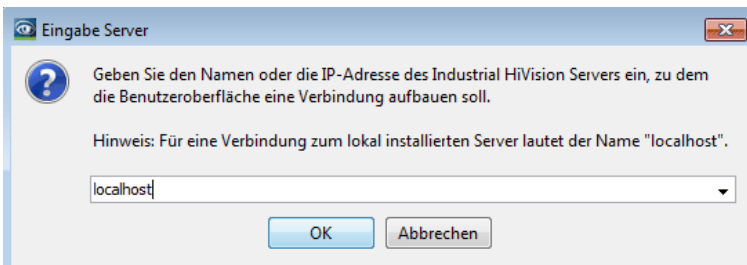 Eingabe Server
Geben Sie den Namen oder die IP-Adresse des Industrial HiVision Servers ein, zu dem
die Benutzeroberfläche eine Verbindung aufbauen soll.
Hinweis: Für eine Verbindung zum lokal installierten Server lautet der Name "localhost".
localhost
OK Abbrechen